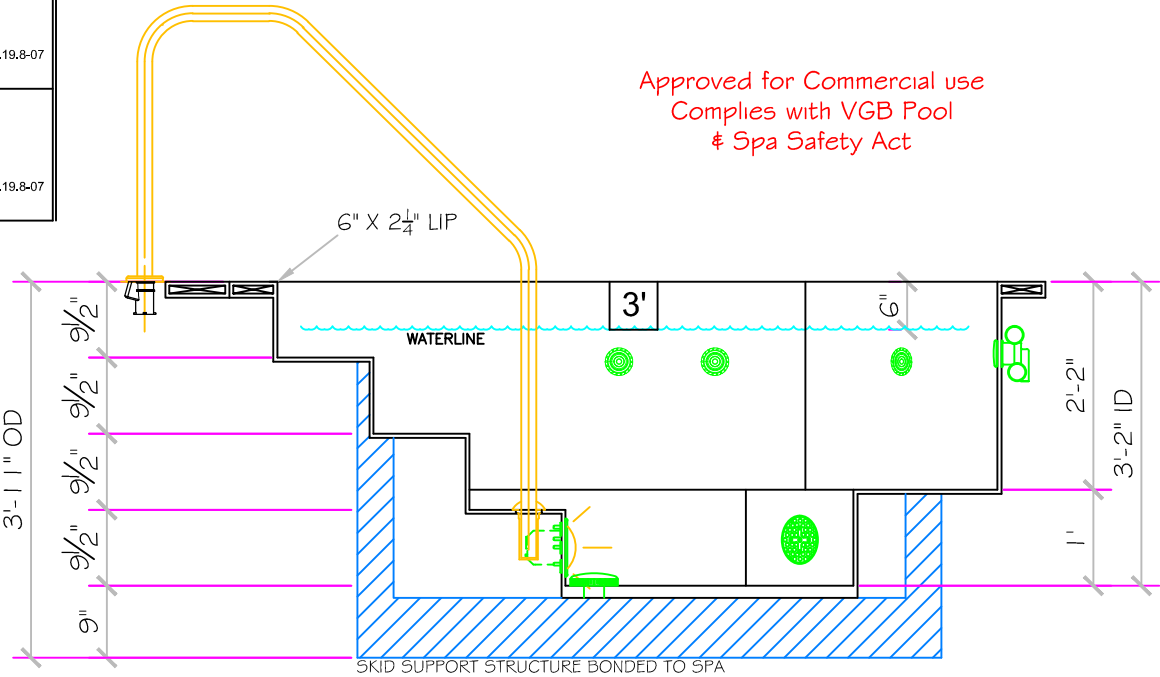 .19.8-07
.19.8-07
Approved for Commercial use
Complies with VGB Pool
& Spa Safety Act
6" X 2¼" LIP
3'
6"
WATERLINE
9½"
9½"
9½"
9½"
9"
3'-11" OD
2'-2"
1'
3'-2" ID
SKID SUPPORT STRUCTURE BONDED TO SPA